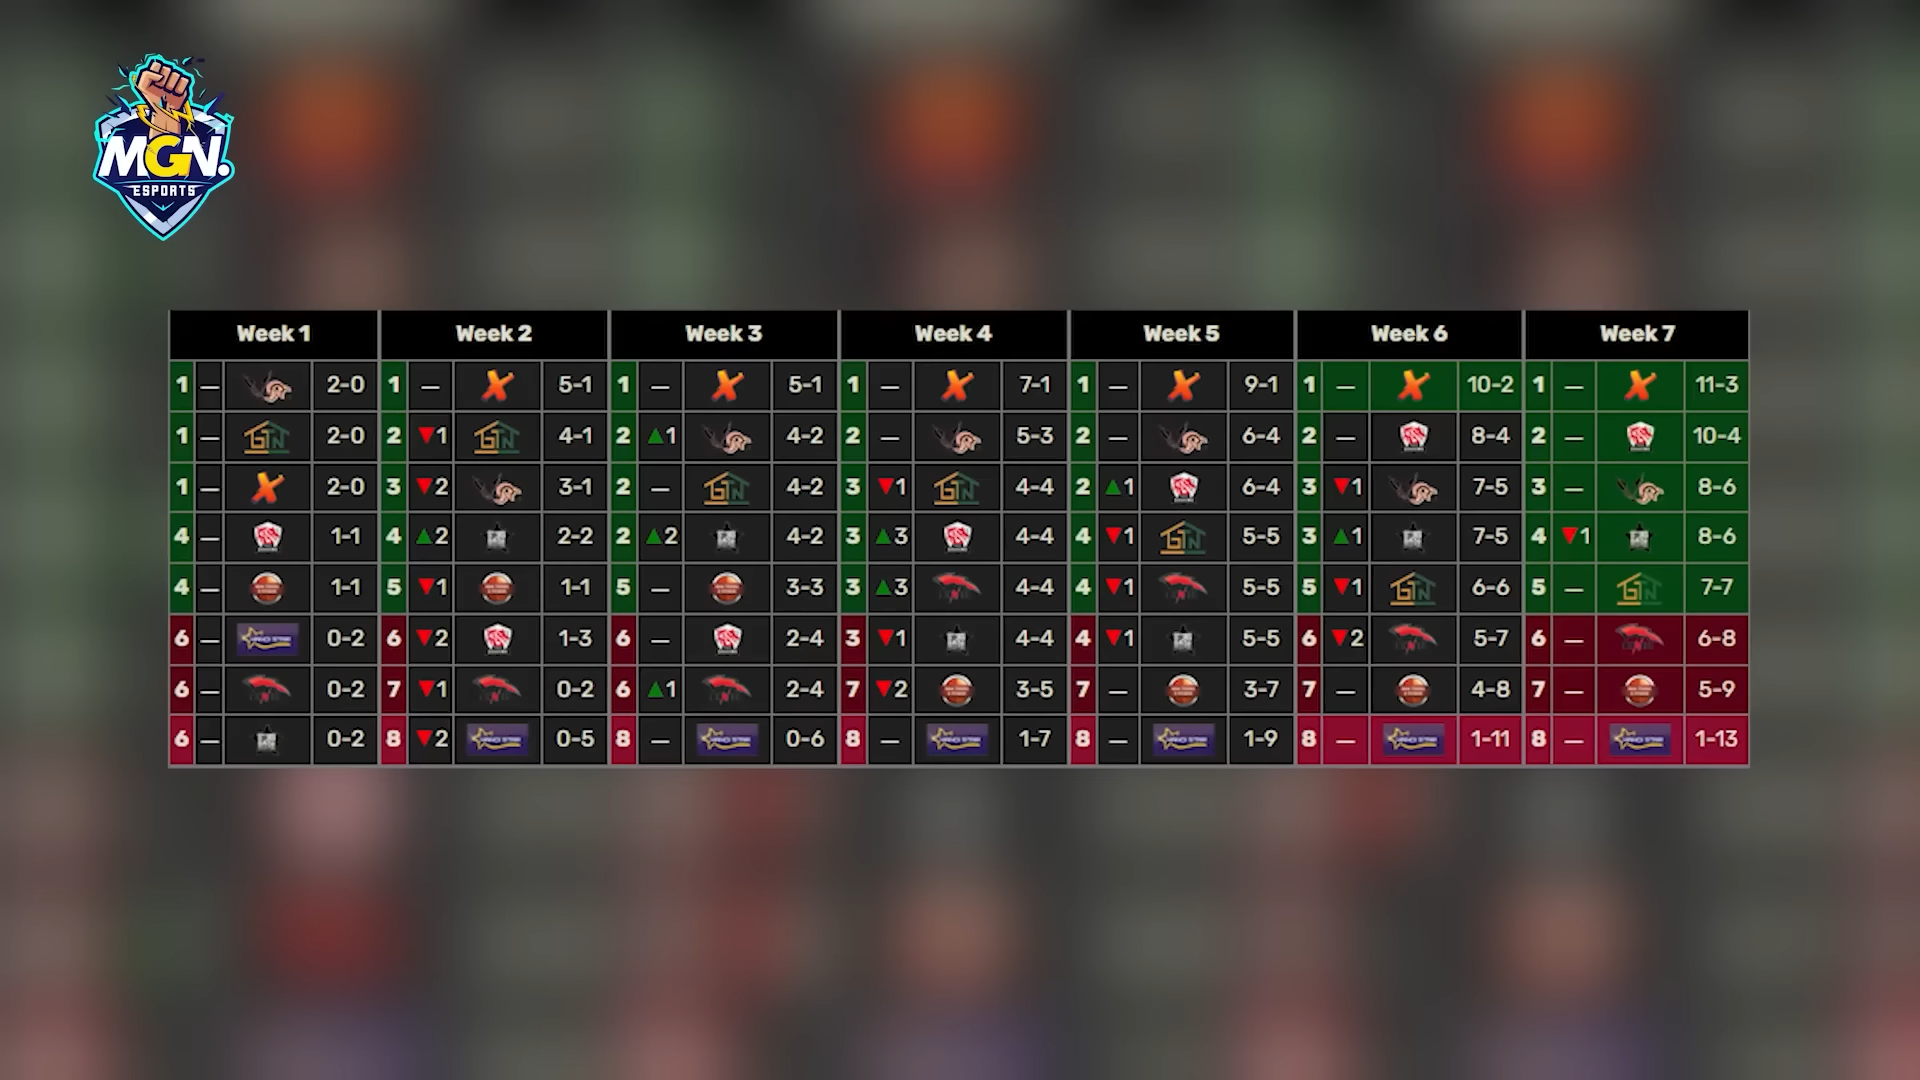 MGN.
ESPORTS
Week 1 Week 2 Week 3 Week 4 Week 5 Week 6 Week 7
1 — 2-0 1 — 5-1 1 — 5-1 1 — 7-1 1 — 9-1 1 — 10-2 1 — 11-3
1 — GTN 2-0 2 ▼1 GTN 4-1 2 ▲1 4-2 2 — 5-3 2 — 6-4 2 — 8-4 2 — 10-4
1 — 2-0 3 ▼2 3-1 2 — GTN 4-2 3 ▼1 GTN 4-4 2 ▲1 6-4 3 ▼1 7-5 3 — 8-6
4 — 1-1 4 ▲2 2-2 2 ▲2 4-2 3 ▲3 4-4 4 ▼1 GTN 5-5 3 ▲1 7-5 4 ▼1 8-6
4 — 1-1 5 ▼1 1-1 5 — 3-3 3 ▲3 4-4 4 ▼1 5-5 5 ▼1 GTN 6-6 5 — GTN 7-7
6 — 0-2 6 ▼2 1-3 6 — 2-4 3 ▼1 4-4 4 ▼1 5-5 6 ▼2 5-7 6 — 6-8
6 — 0-2 7 ▼1 0-2 6 ▲1 2-4 7 ▼2 3-5 7 — 3-7 7 — 4-8 7 — 5-9
6 — 0-2 8 ▼2 0-5 8 — 0-6 8 — 1-7 8 — 1-9 8 — 1-11 8 — 1-13